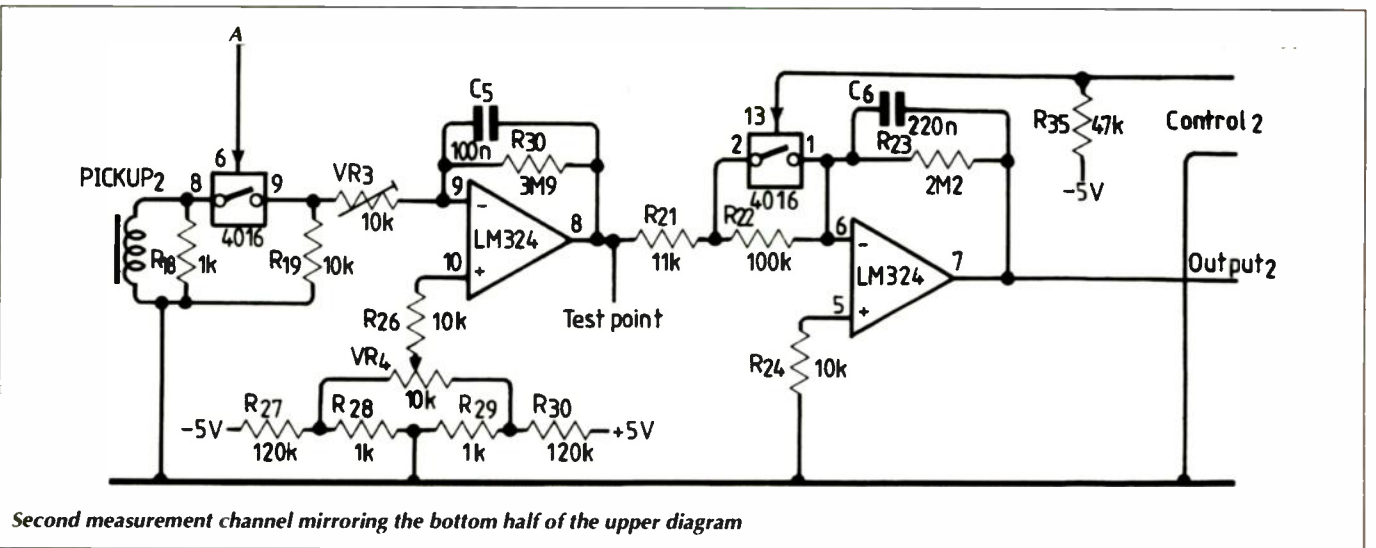 A
C5
100n
R30
3M9
PICKUP2
8
6
9
4016
VR3
10k
R18
1k
R19
10k
9
10
8
LM324
R26
10k
VR4
10k
-5V
R27
120k
R28
1k
R29
1k
R30
120k
+5V
Test point
R21
11k
13
2
1
4016
R22
100k
C6
220n
R23
2M2
6
5
7
LM324
R24
10k
R35
47k
-5V
Control 2
Output2
Second measurement channel mirroring the bottom half of the upper diagram